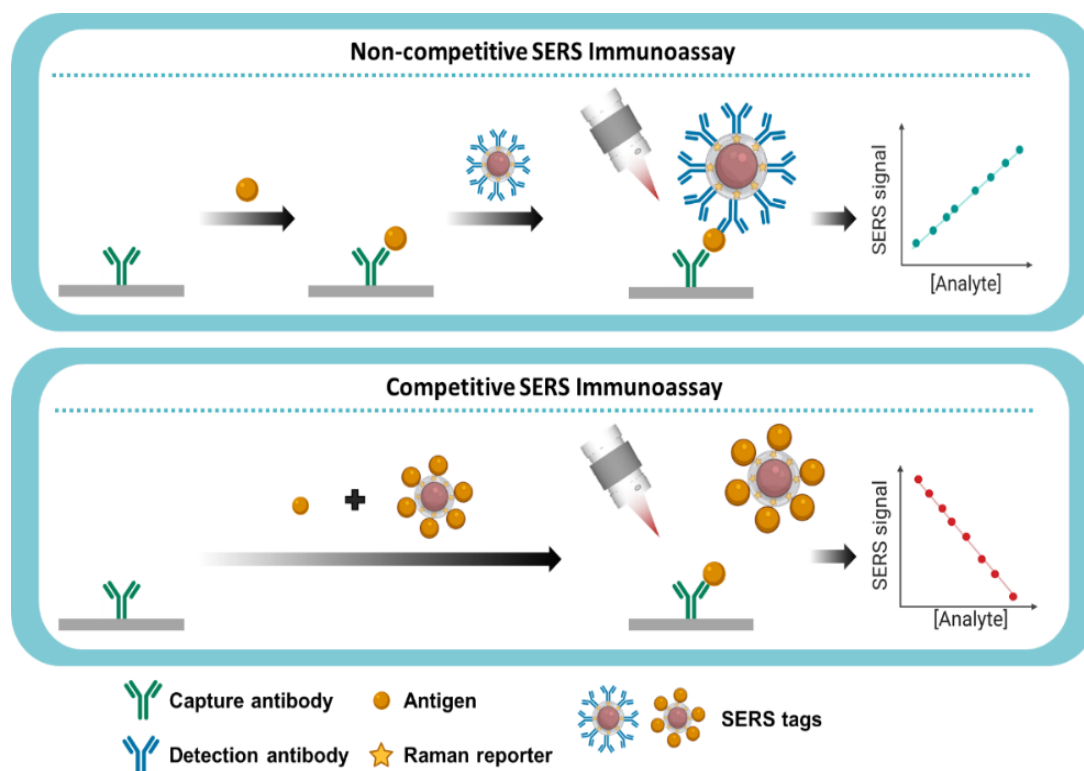 Non-competitive SERS Immunoassay
SERS signal
[Analyte]
Competitive SERS Immunoassay
SERS signal
[Analyte]
Capture antibody
Antigen
SERS tags
Detection antibody
Raman reporter